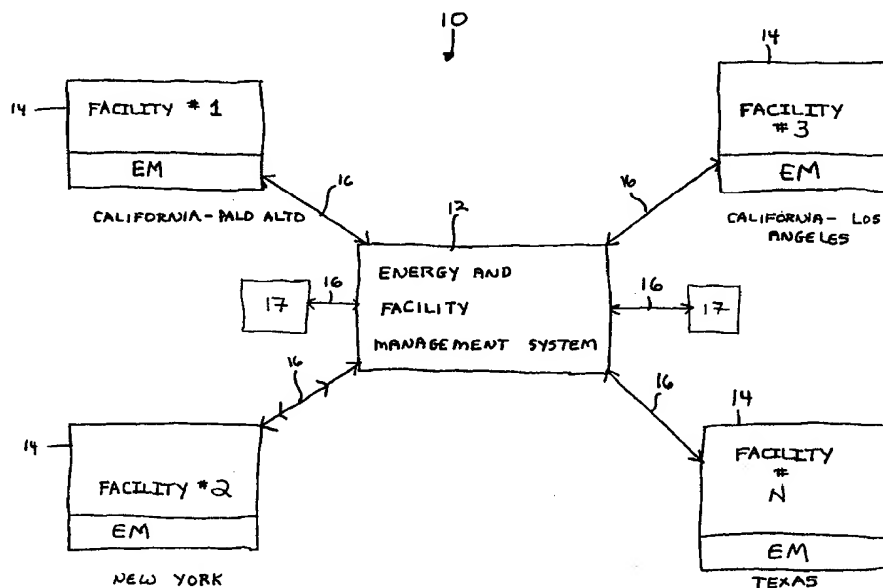 10
14
FACILITY # 1
EM
CALIFORNIA - PALO ALTO
16
14
FACILITY
# 3
EM
CALIFORNIA - LOS
ANGELES
16
12
ENERGY AND
FACILITY
MANAGEMENT SYSTEM
17
16
16
17
16
14
FACILITY # 2
EM
NEW YORK
16
14
FACILITY
#
N
EM
TEXAS